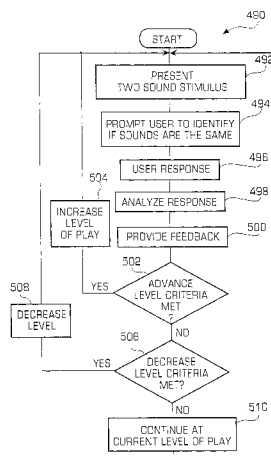 490
START
492
PRESENT
TWO SOUND STIMULUS
494
PROMPT USER TO IDENTIFY
IF SOUNDS ARE THE SAME
496
USER RESPONSE
498
ANALYZE RESPONSE
500
PROVIDE FEEDBACK
504
INCREASE
LEVEL
OF PLAY
502
ADVANCE
LEVEL CRITERIA
MET
?
YES
NO
508
DECREASE
LEVEL
506
DECREASE
LEVEL CRITERIA
MET?
YES
NO
510
CONTINUE AT
CURRENT LEVEL OF PLAY